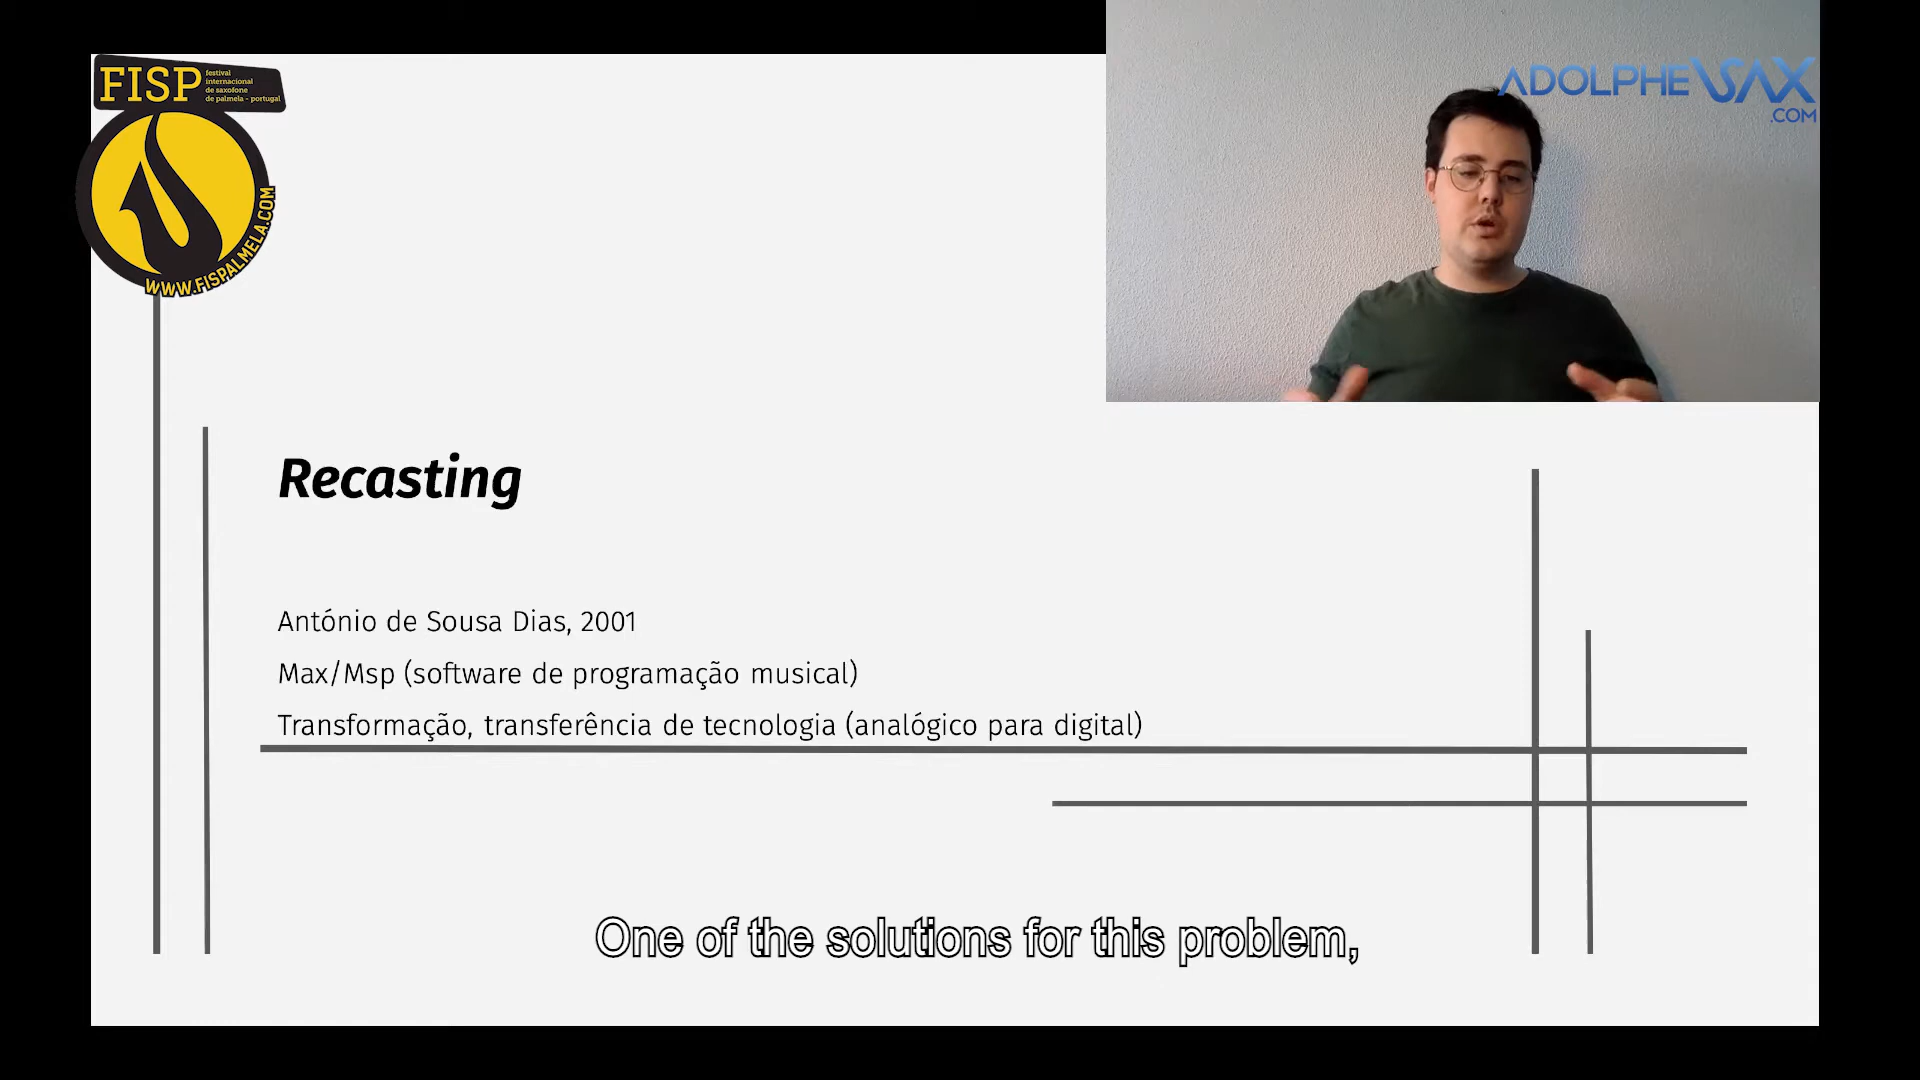 FISP
festival
internacional
de saxofone
de palmela - portugal
WWW.FISPALMELA.COM
ADOLPHESAX
.COM
Recasting
António de Sousa Dias, 2001
Max/Msp (software de programação musical)
Transformação, transferência de tecnologia (analógico para digital)
One of the solutions for this problem,